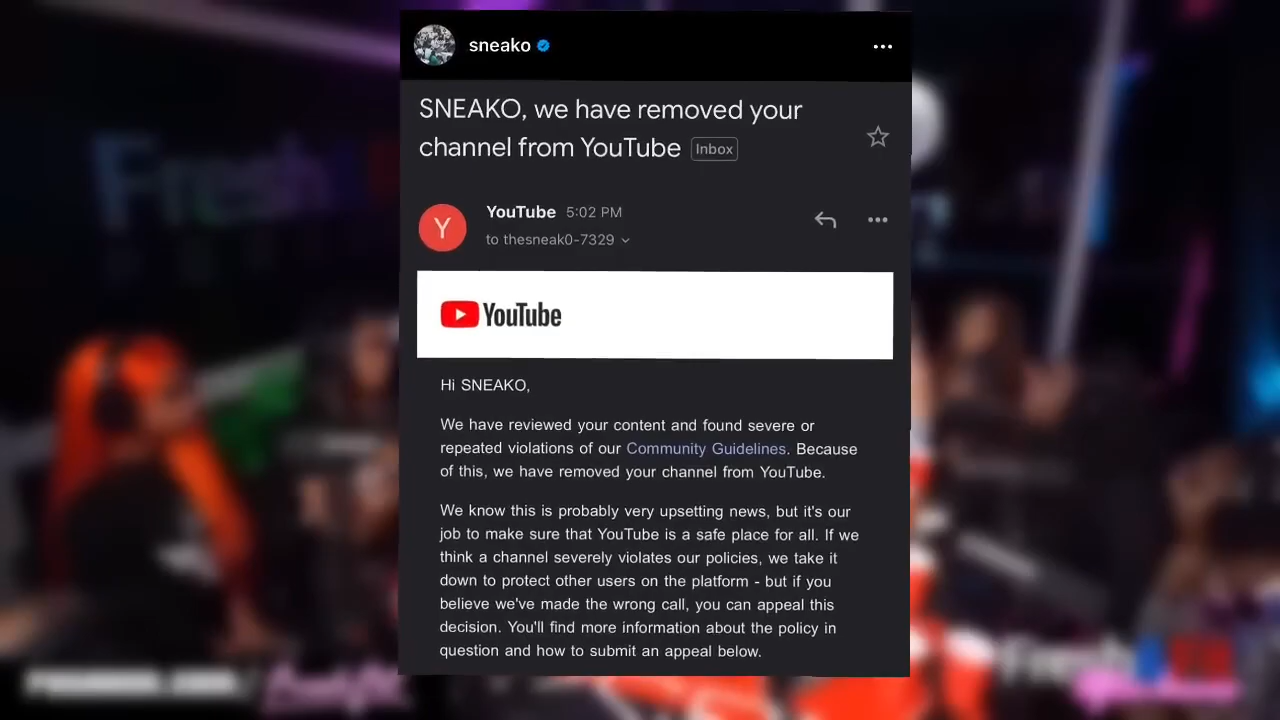 sneako
SNEAKO, we have removed your
channel from YouTube Inbox
Y
YouTube 5:02 PM
to thesneak0-7329
YouTube
Hi SNEAKO,
We have reviewed your content and found severe or
repeated violations of our Community Guidelines. Because
of this, we have removed your channel from YouTube.
We know this is probably very upsetting news, but it's our
job to make sure that YouTube is a safe place for all. If we
think a channel severely violates our policies, we take it
down to protect other users on the platform - but if you
believe we've made the wrong call, you can appeal this
decision. You'll find more information about the policy in
question and how to submit an appeal below.
Fresh